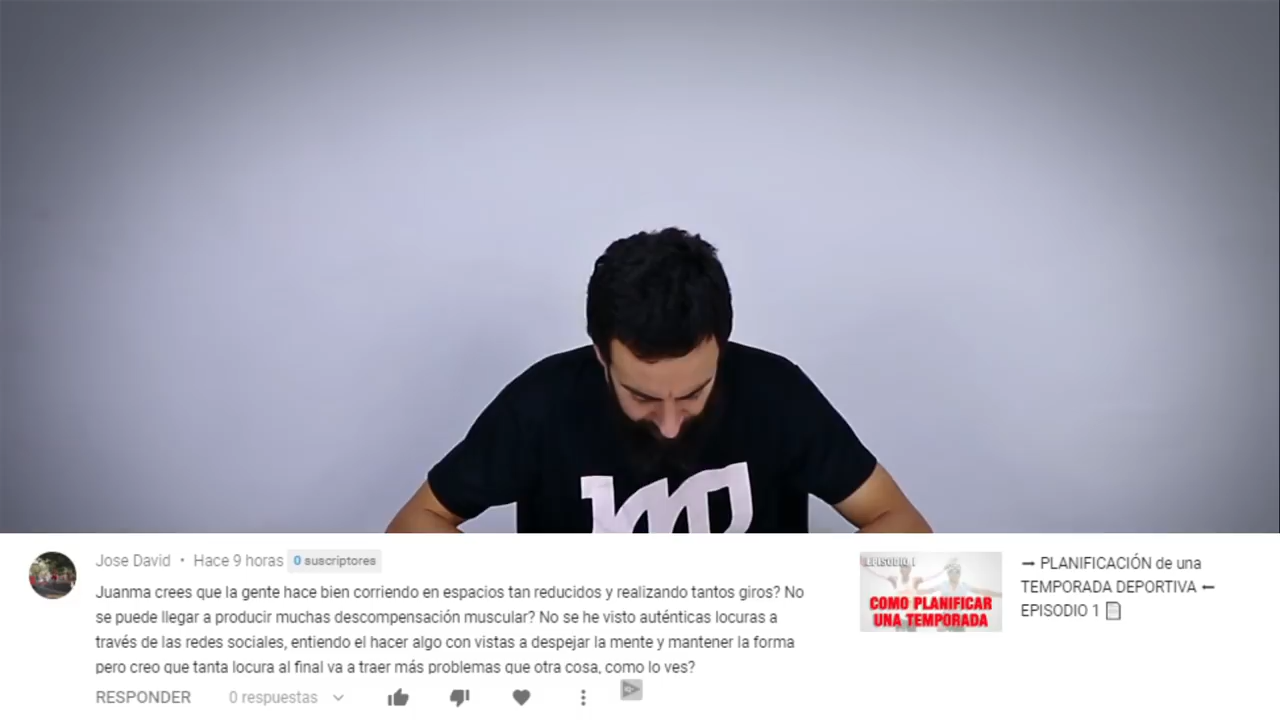 Jose David • Hace 9 horas 0 suscriptores
Juanma crees que la gente hace bien corriendo en espacios tan reducidos y realizando tantos giros? No
se puede llegar a producir muchas descompensación muscular? No se he visto auténticas locuras a
través de las redes sociales, entiendo el hacer algo con vistas a despejar la mente y mantener la forma
pero creo que tanta locura al final va a traer más problemas que otra cosa, como lo ves?
RESPONDER 0 respuestas
EPISODIO I
COMO PLANIFICAR
UNA TEMPORADA
→ PLANIFICACIÓN de una
TEMPORADA DEPORTIVA ←
EPISODIO 1